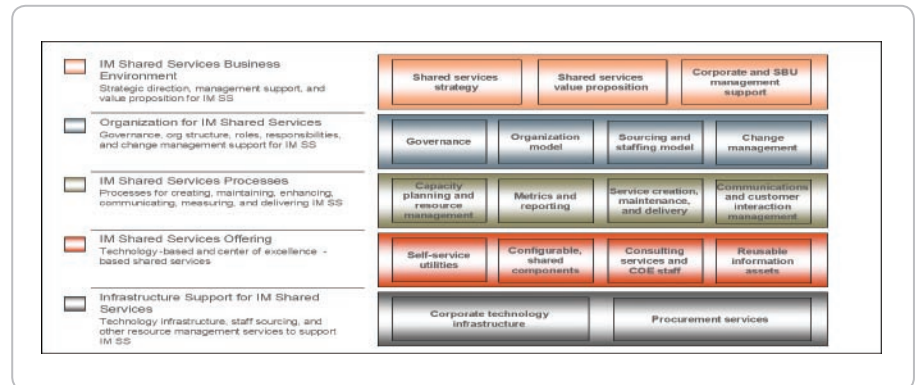 IM Shared Services Business
Environment
Strategic direction, management support, and
value proposition for IM SS
Shared services
strategy
Shared services
value proposition
Corporate and SBU
management
support
Organization for IM Shared Services
Governance, org structure, roles, responsibilities,
and change management support for IM SS
Governance
Organization
model
Sourcing and
staffing model
Change
management
IM Shared Services Processes
Processes for creating, maintaining, enhancing,
communicating, measuring, and delivering IM SS
Capacity
planning and
resource
management
Metrics and
reporting
Service creation,
maintenance,
and delivery
Communications
and customer
interaction
management
IM Shared Services Offering
Technology-based and center of excellence -
based shared services
Self-service
utilities
Configurable,
shared
components
Consulting
services and
COE staff
Reusable
information
assets
Infrastructure Support for IM Shared
Services
Technology infrastructure, staff sourcing, and
other resource management services to support
IM SS
Corporate technology
infrastructure
Procurement services